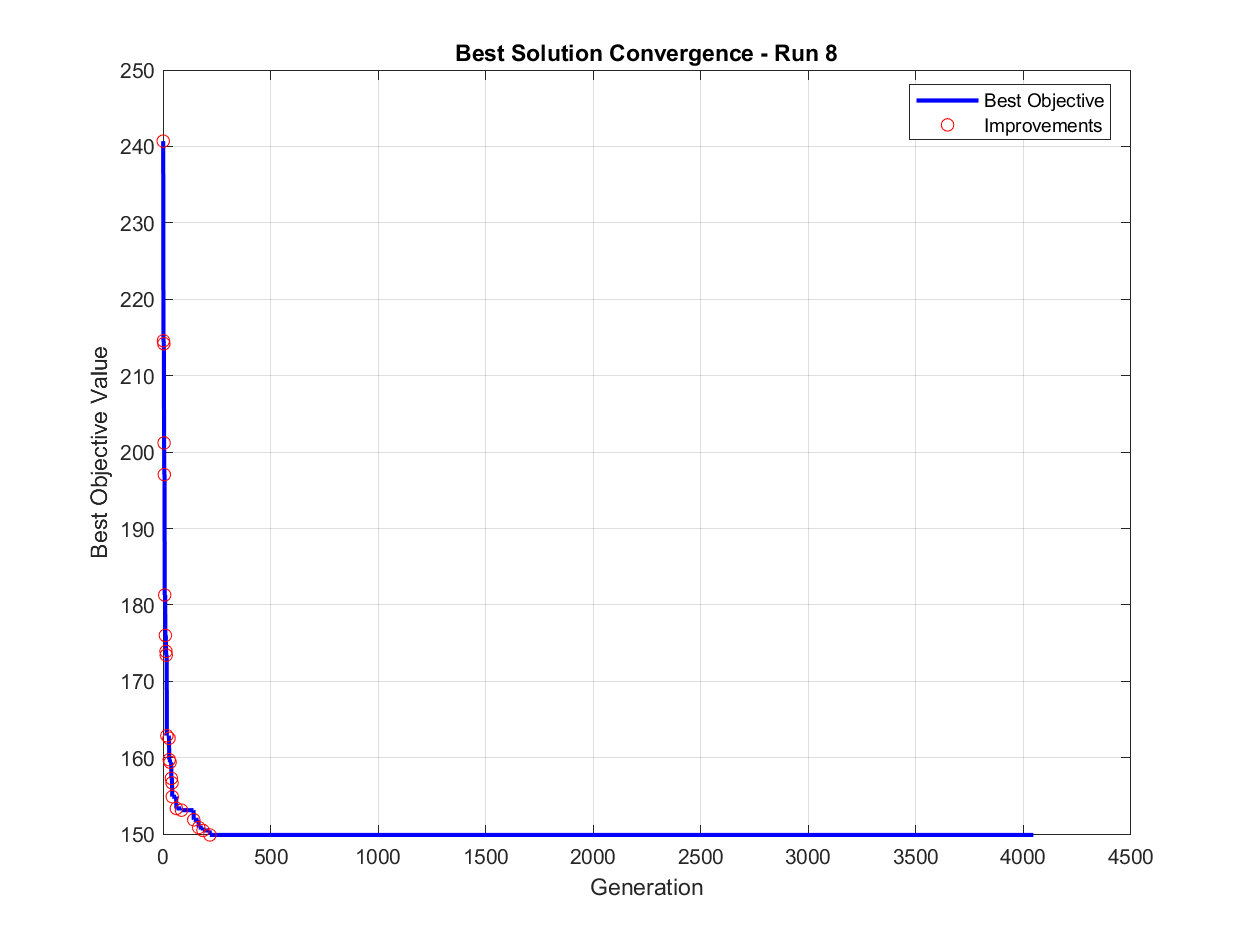 Best Solution Convergence - Run 8
250
240
230
220
210
200
190
180
170
160
150
Best Objective Value
Best Objective
Improvements
0 500 1000 1500 2000 2500 3000 3500 4000 4500
Generation